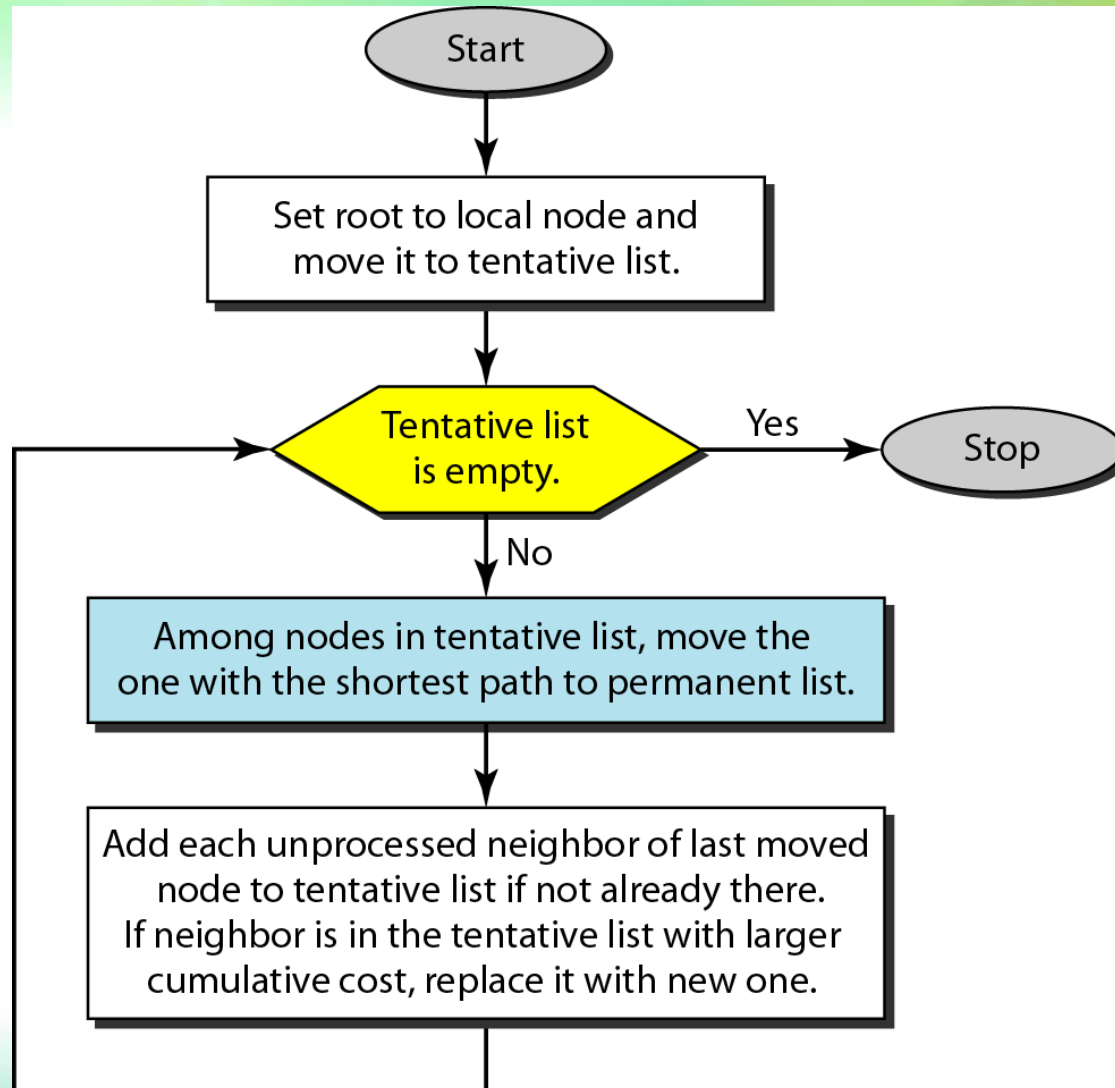 Start
Set root to local node and
move it to tentative list.
Tentative list
is empty.
Yes
Stop
No
Among nodes in tentative list, move the
one with the shortest path to permanent list.
Add each unprocessed neighbor of last moved
node to tentative list if not already there.
If neighbor is in the tentative list with larger
cumulative cost, replace it with new one.